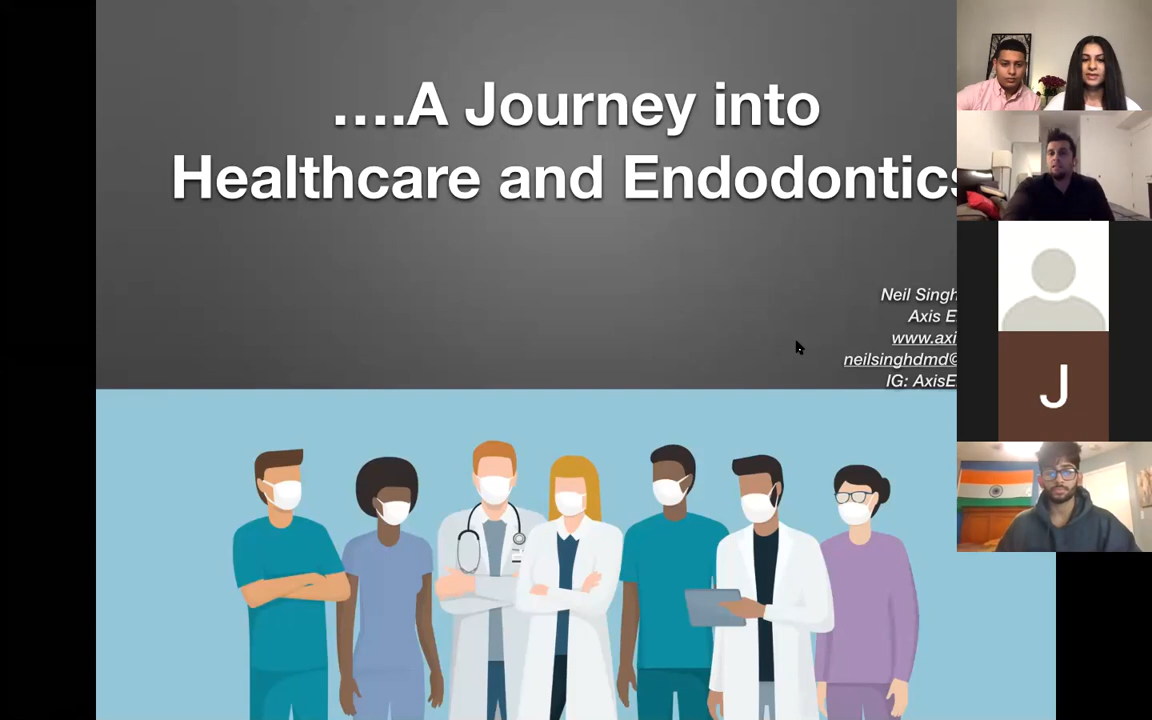 ....A Journey into
Healthcare and Endodontics
Neil Singh
Axis E
www.axi
neilsinghdmd@
IG: AxisE
J